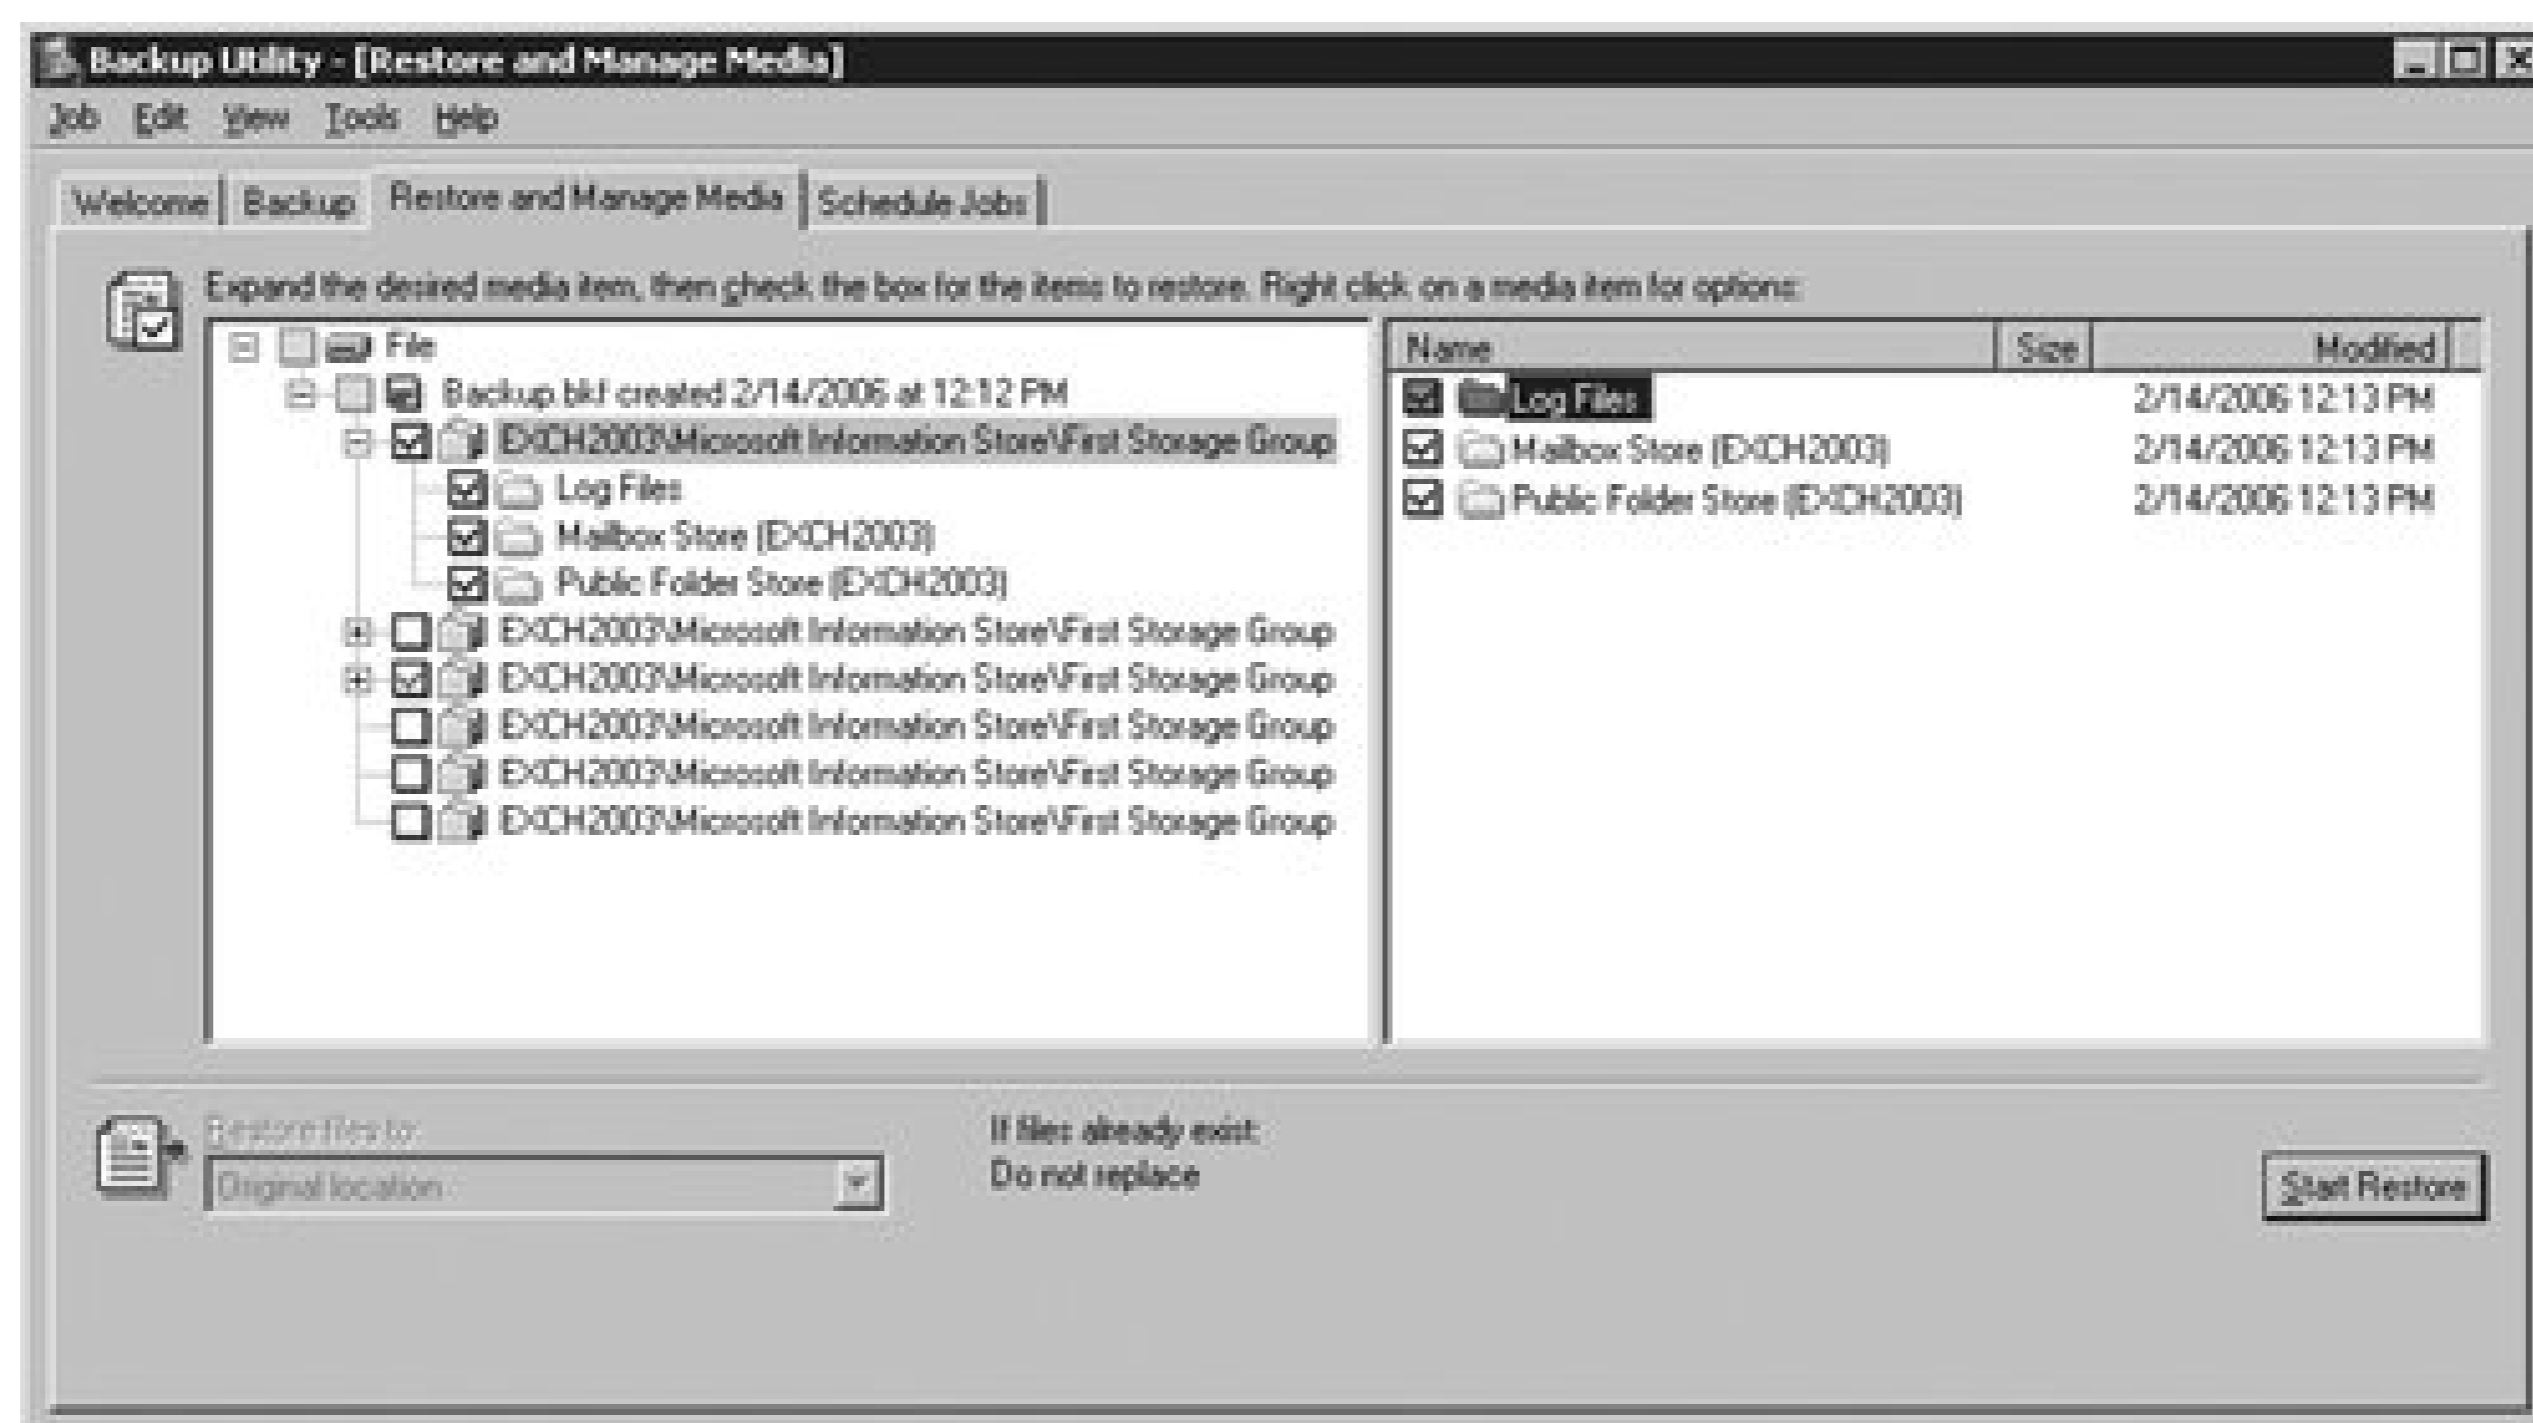 Backup Utility - [Restore and Manage Media]
Job Edit View Tools Help
Welcome Backup Restore and Manage Media Schedule Jobs
Expand the desired media item, then check the box for the items to restore. Right click on a media item for options:
File
Backup.bkf created 2/14/2006 at 12:12 PM
EXCH2003\Microsoft Information Store\First Storage Group
Log Files
Mailbox Store (EXCH2003)
Public Folder Store (EXCH2003)
EXCH2003\Microsoft Information Store\First Storage Group
EXCH2003\Microsoft Information Store\First Storage Group
EXCH2003\Microsoft Information Store\First Storage Group
EXCH2003\Microsoft Information Store\First Storage Group
EXCH2003\Microsoft Information Store\First Storage Group
Name Size Modified
Log Files 2/14/2006 12:13 PM
Mailbox Store (EXCH2003) 2/14/2006 12:13 PM
Public Folder Store (EXCH2003) 2/14/2006 12:13 PM
Restore files to:
Original location
If files already exist:
Do not replace
Start Restore